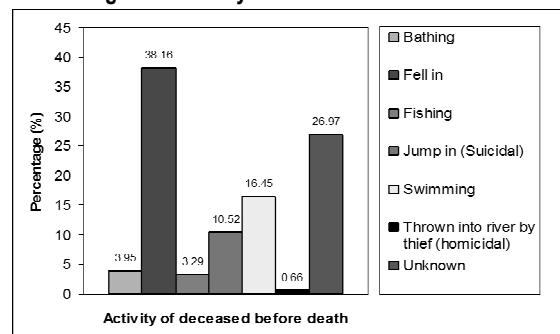 45
40
35
30
25
20
15
10
5
0
Percentage (%)
3.95
38.16
3.29
10.52
16.45
0.66
26.97
Activity of deceased before death
Bathing
Fell in
Fishing
Jump in (Suicidal)
Swimming
Thrown into river by
thief (homicidal)
Unknown